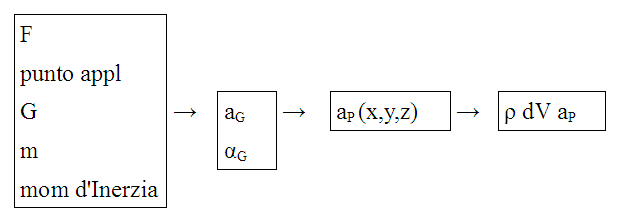 F
punto appl
G
m
mom d'Inerzia
→
aG
αG
→
aP (x,y,z)
→
ρ dV aP